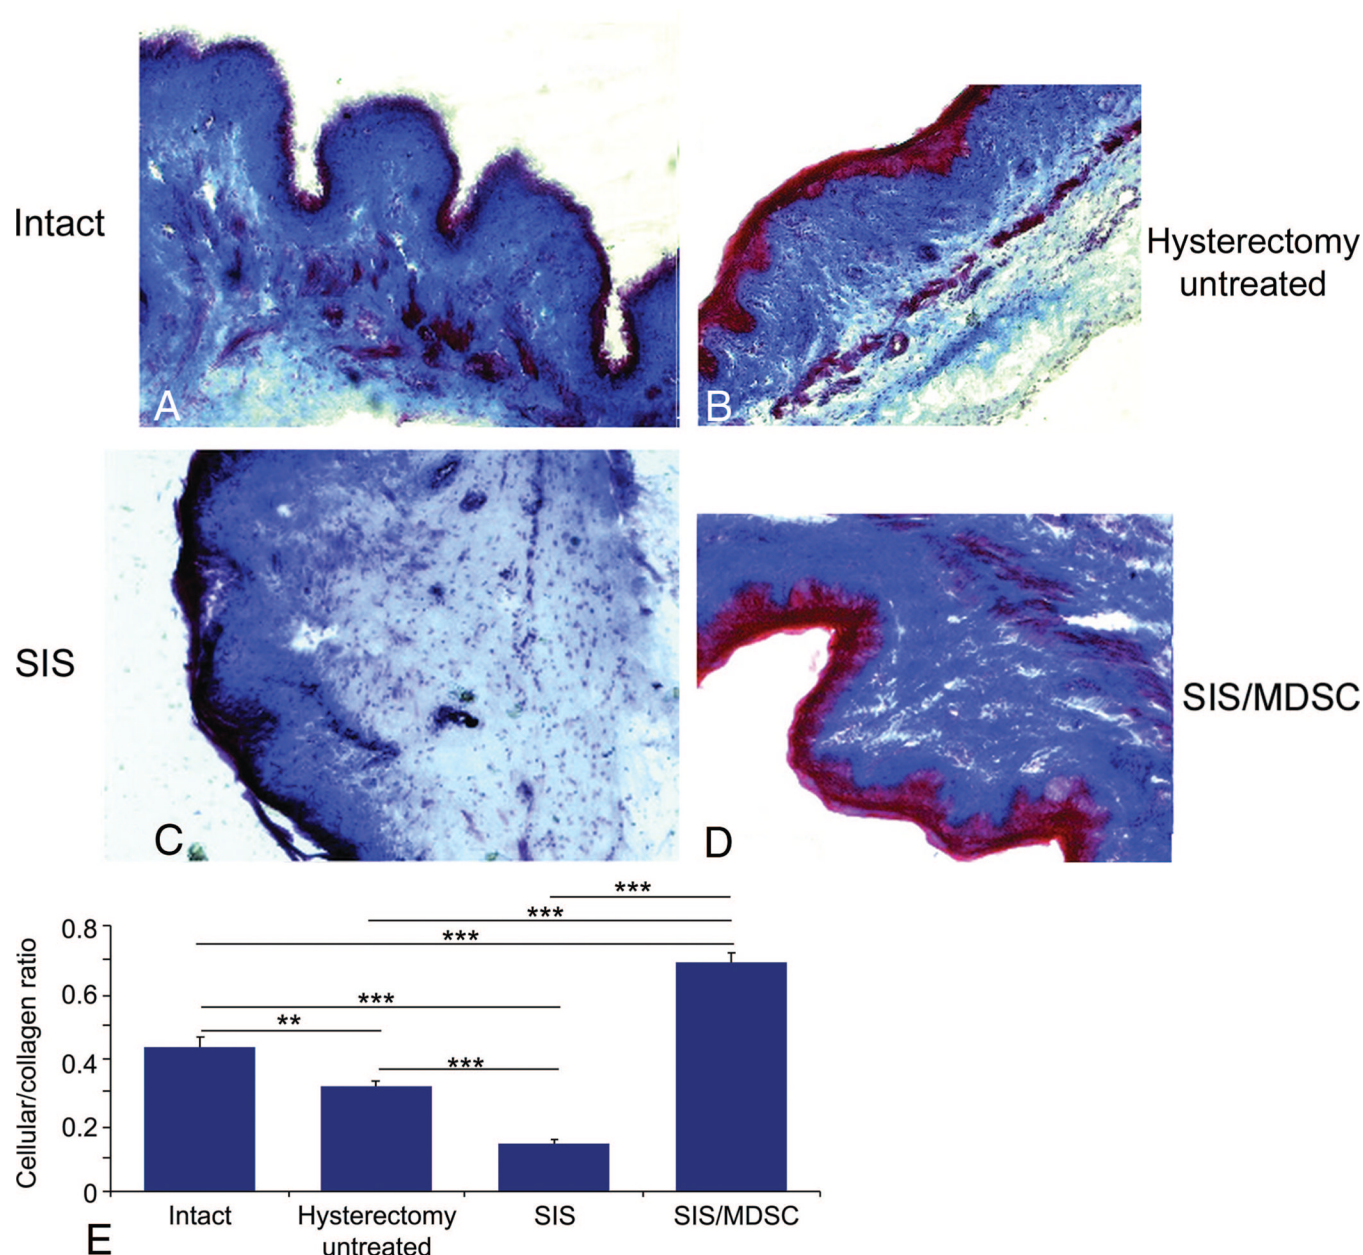 Intact
A
B
Hysterectomy
untreated
SIS
C
D
SIS/MDSC
Cellular/collagen ratio
0.8
0.6
0.4
0.2
0
***
***
***
***
**
***
Intact
Hysterectomy
untreated
SIS
SIS/MDSC
E